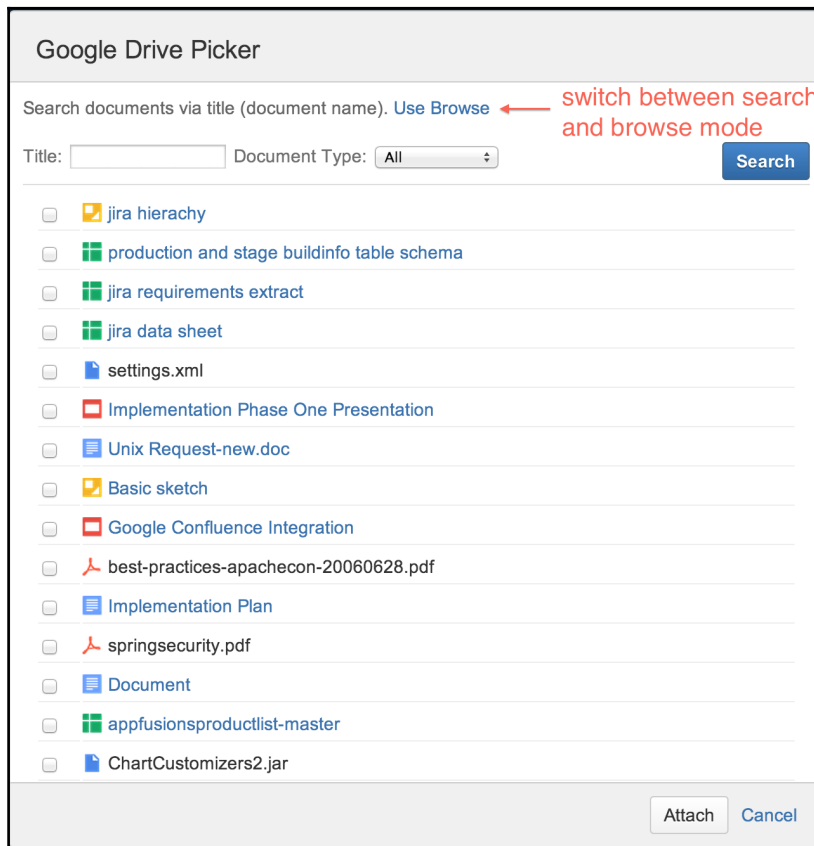 Google Drive Picker
Search documents via title (document name). Use Browse
switch between search
and browse mode
Title: Document Type: All Search
jira hierachy
production and stage buildinfo table schema
jira requirements extract
jira data sheet
settings.xml
Implementation Phase One Presentation
Unix Request-new.doc
Basic sketch
Google Confluence Integration
best-practices-apachecon-20060628.pdf
Implementation Plan
springsecurity.pdf
Document
appfusionsproductlist-master
ChartCustomizers2.jar
Attach Cancel